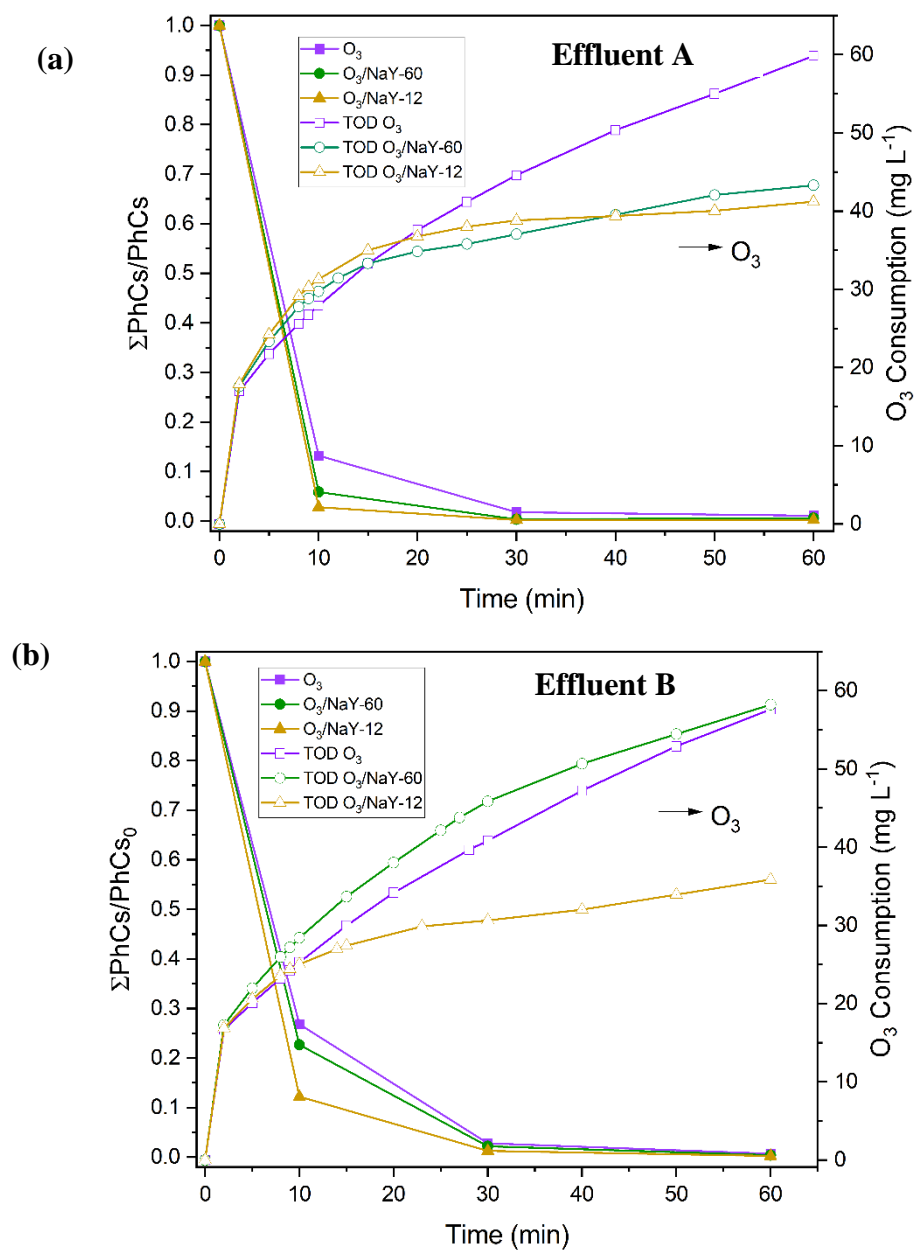 (a)
Effluent A
O₃
O₃/NaY-60
O₃/NaY-12
TOD O₃
TOD O₃/NaY-60
TOD O₃/NaY-12
O₃
1.0
0.9
0.8
0.7
0.6
0.5
0.4
0.3
0.2
0.1
0.0
ΣPhCs/PhCs
60
50
40
30
20
10
0
O₃ Consumption (mg L⁻¹)
0 10 20 30 40 50 60
Time (min)
(b)
Effluent B
O₃
O₃/NaY-60
O₃/NaY-12
TOD O₃
TOD O₃/NaY-60
TOD O₃/NaY-12
O₃
1.0
0.9
0.8
0.7
0.6
0.5
0.4
0.3
0.2
0.1
0.0
ΣPhCs/PhCs₀
60
50
40
30
20
10
0
O₃ Consumption (mg L⁻¹)
0 10 20 30 40 50 60
Time (min)